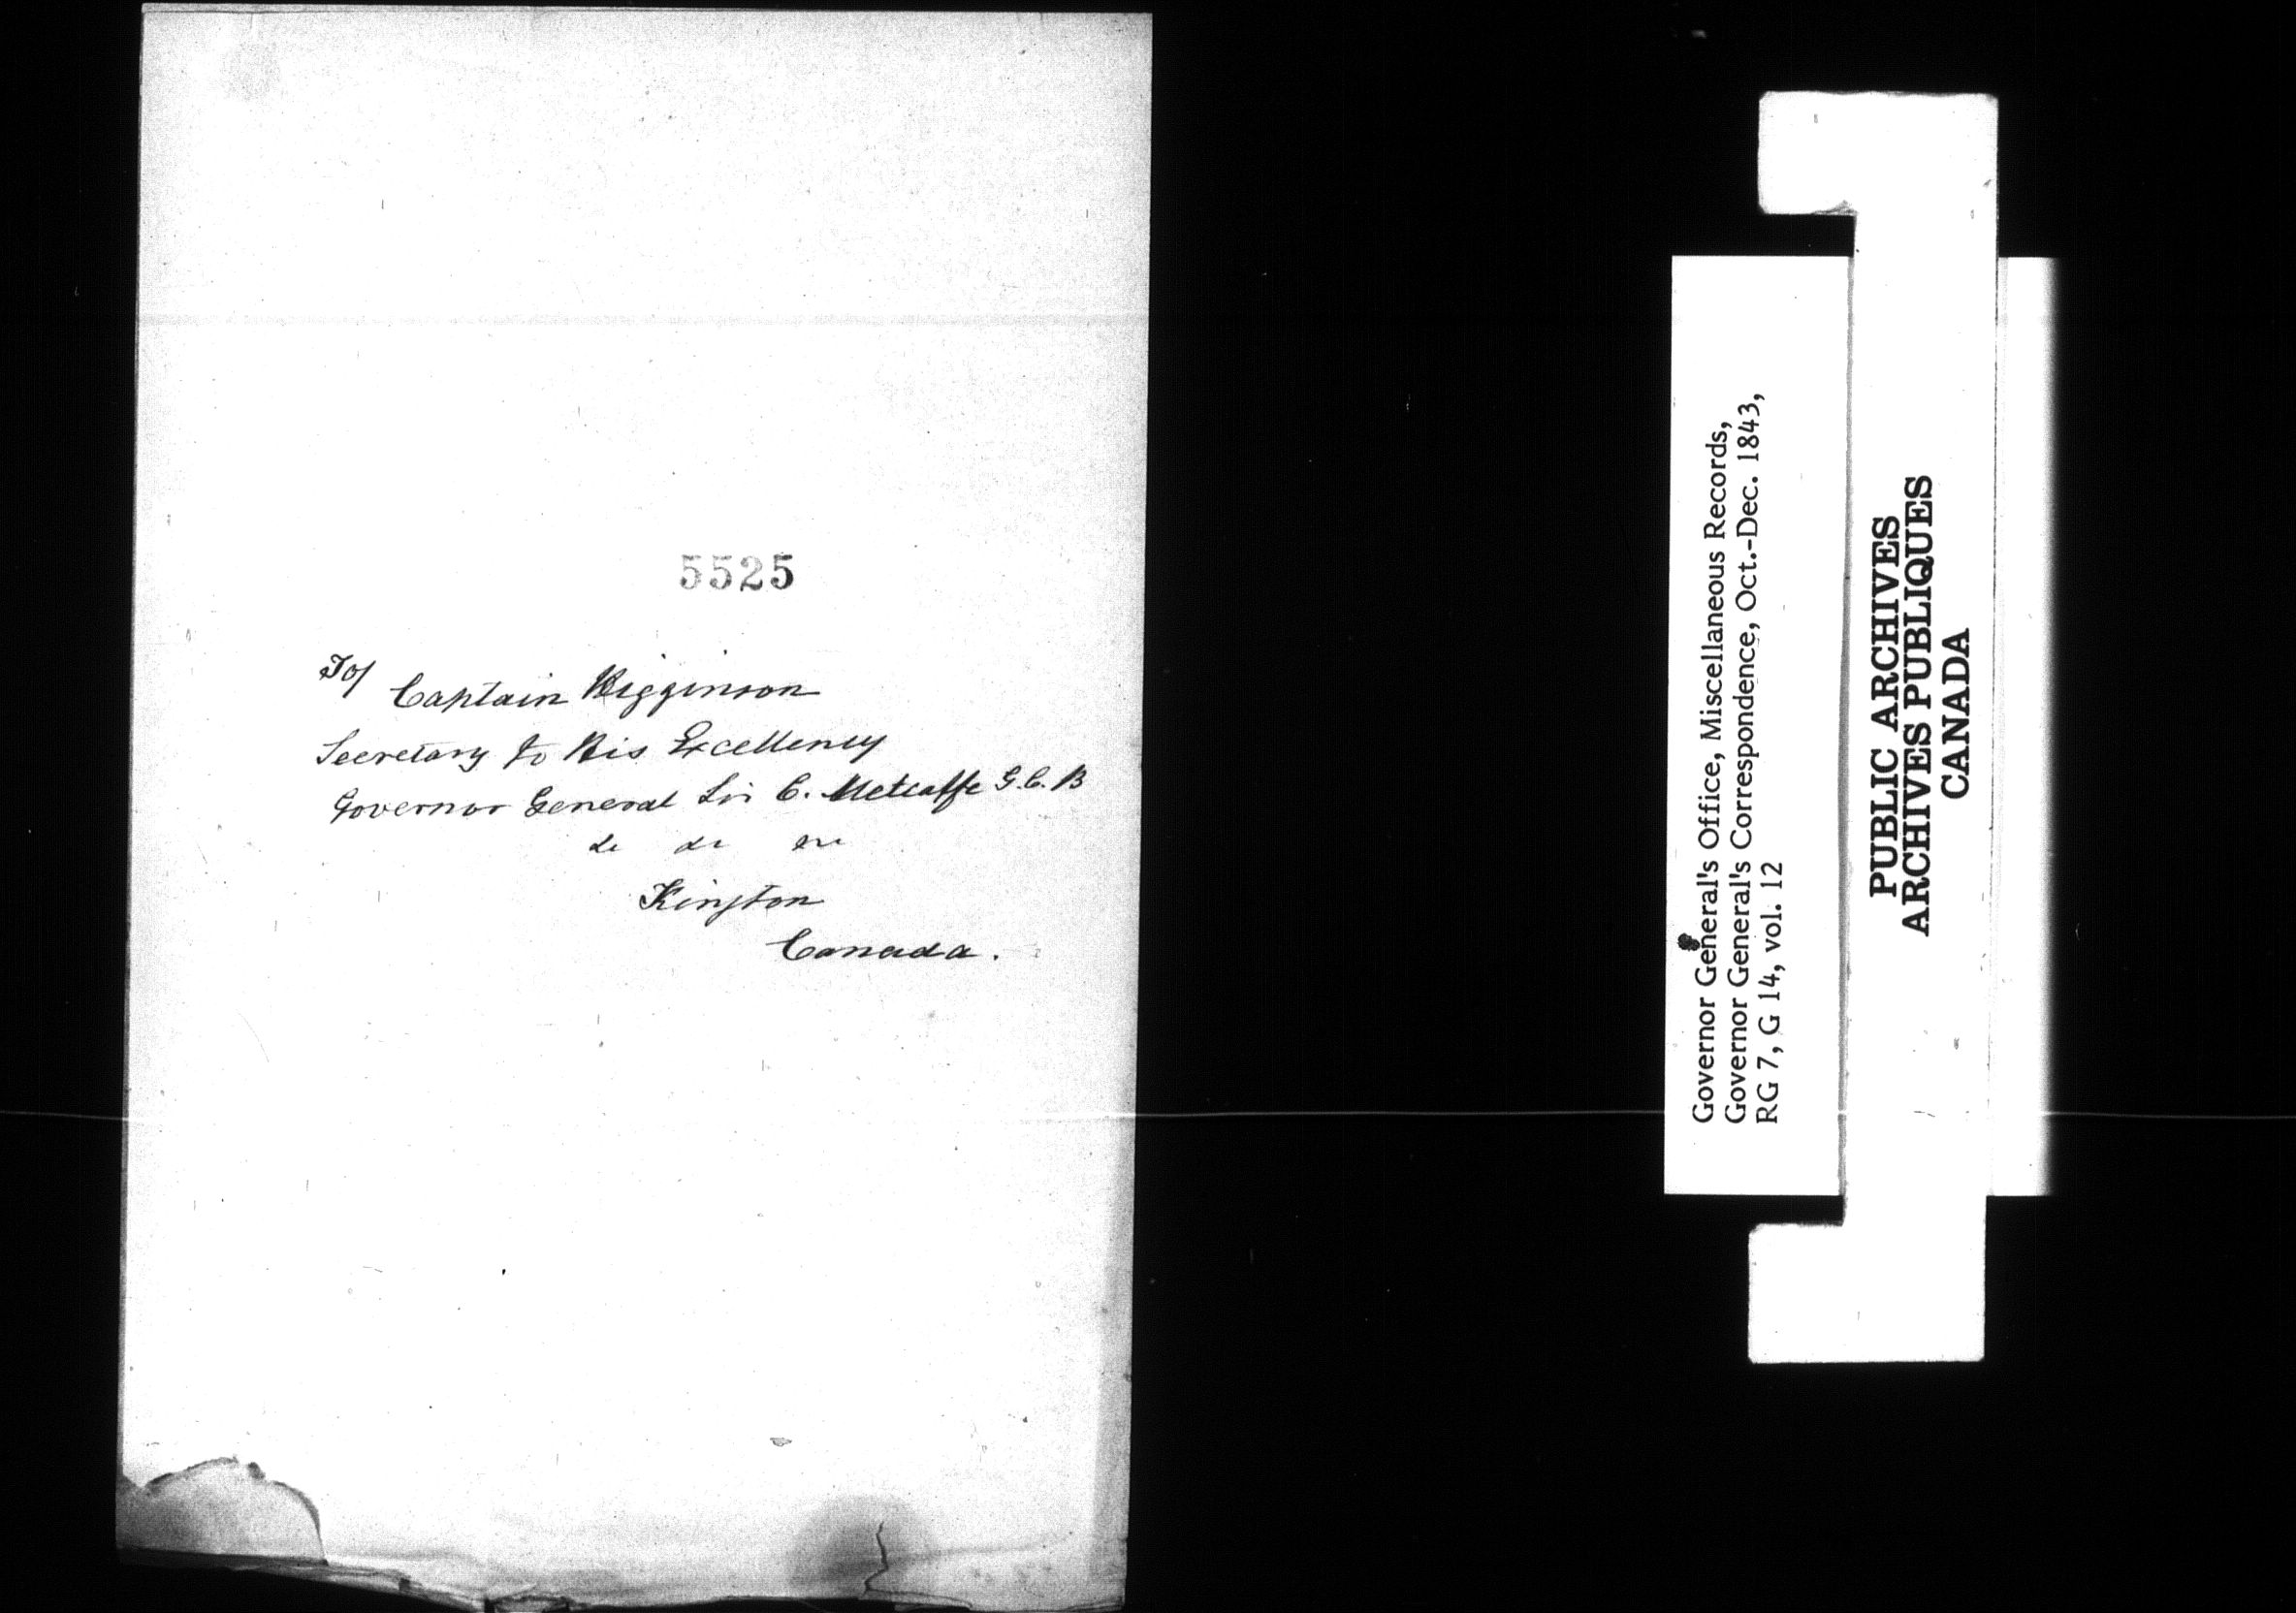 5525
To/ Captain Higginson
Secretary to His Excellency
Governor General Sir C. Metcalfe G.C.B
&c &c &c
Kingston
Canada.
Governor General's Office, Miscellaneous Records,
Governor General's Correspondence, Oct.-Dec. 1843,
RG 7, G 14, vol. 12
PUBLIC ARCHIVES
ARCHIVES PUBLIQUES
CANADA